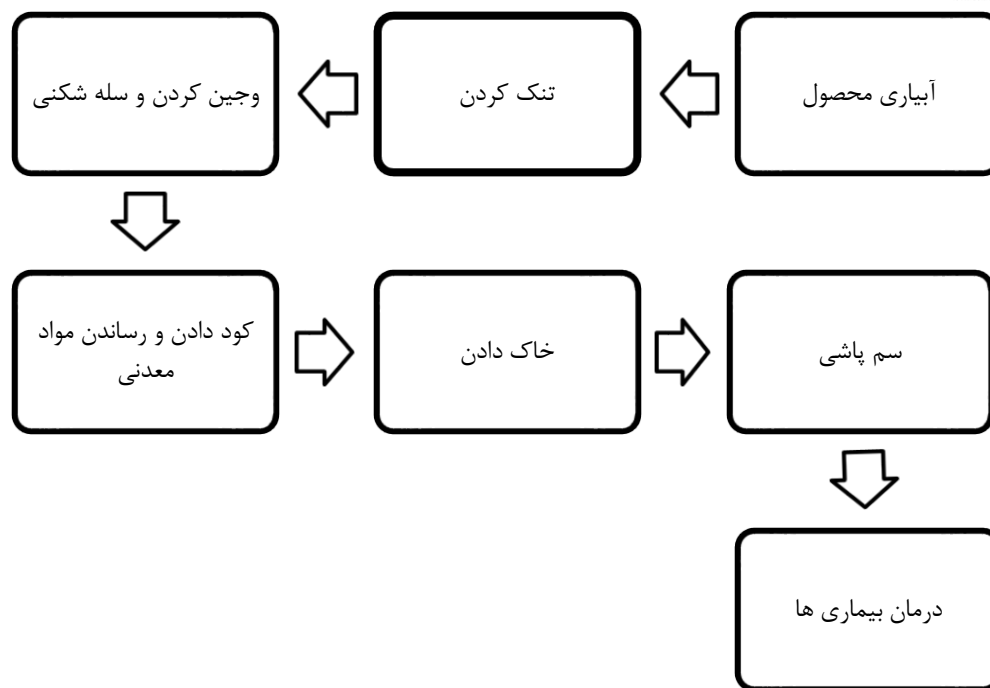 آبیاری محصول
تنک کردن
وجین کردن و سله شکنی
کود دادن و رساندن مواد
معدنی
خاک دادن
سم پاشی
درمان بیماری ها